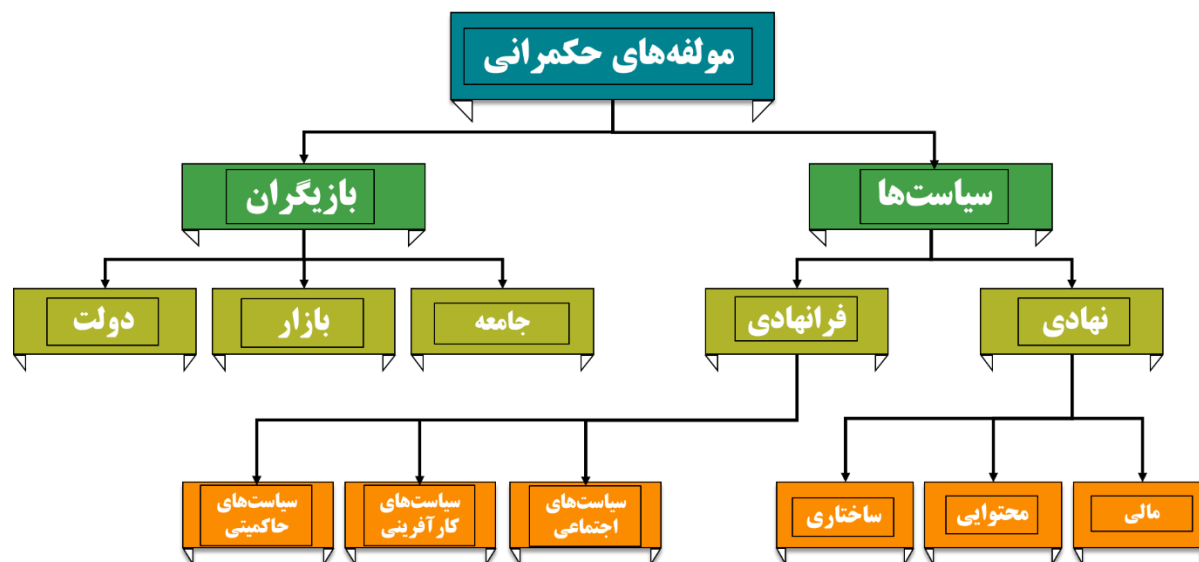 مولفه‌های حکمرانی
سیاست‌ها
بازیگران
نهادی
فرانهادی
جامعه
بازار
دولت
مالی
محتوایی
ساختاری
سیاست‌های
اجتماعی
سیاست‌های
کارآفرینی
سیاست‌های
حاکمیتی